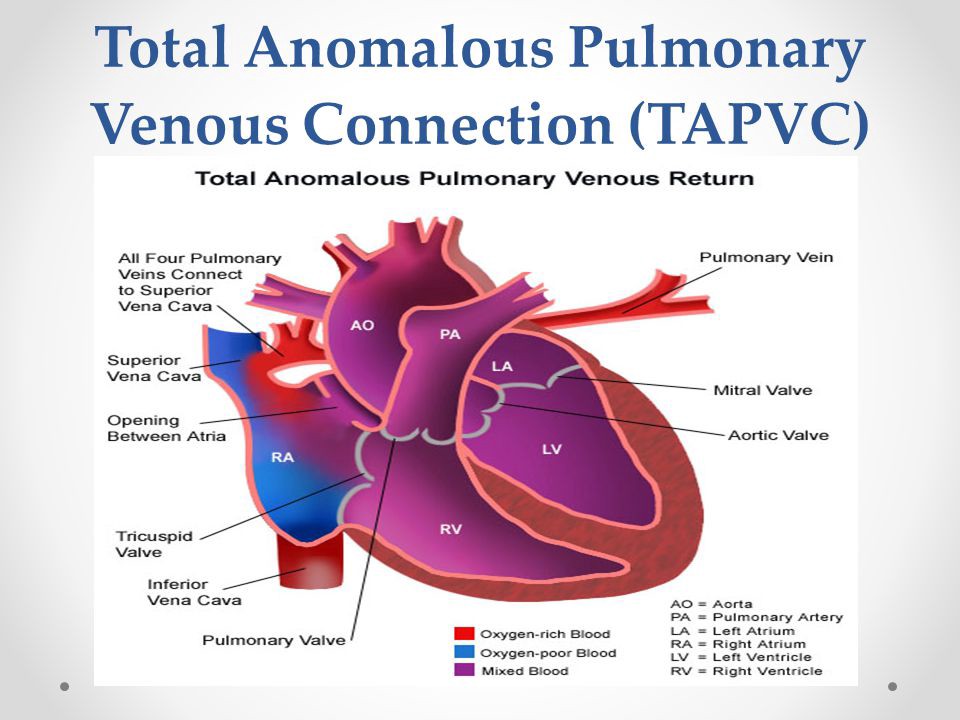 Total Anomalous Pulmonary
Venous Connection (TAPVC)
Total Anomalous Pulmonary Venous Return
All Four Pulmonary
Veins Connect
to Superior
Vena Cava
Pulmonary Vein
AO
PA
LA
Superior
Vena Cava
Mitral Valve
Opening
Between Atria
Aortic Valve
RA
LV
Tricuspid
Valve
RV
Inferior
Vena Cava
Pulmonary Valve
Oxygen-rich Blood
Oxygen-poor Blood
Mixed Blood
AO = Aorta
PA = Pulmonary Artery
LA = Left Atrium
RA = Right Atrium
LV = Left Ventricle
RV = Right Ventricle